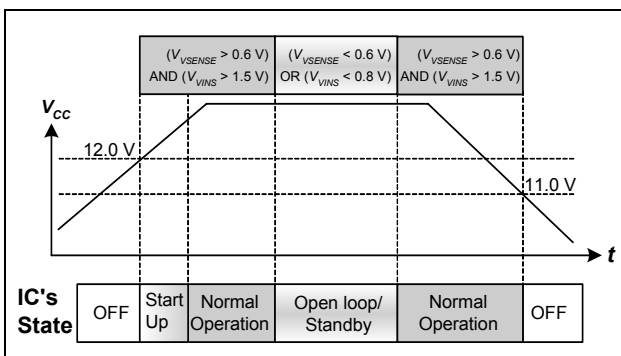 (VVSENSE > 0.6 V) (VVSENSE < 0.6 V) (VVSENSE > 0.6 V)
AND (VVINS > 1.5 V) OR (VVINS < 0.8 V) AND (VVINS > 1.5 V)
VCC
12.0 V
11.0 V
t
IC's
State
OFF
Start
Up
Normal
Operation
Open loop/
Standby
Normal
Operation
OFF